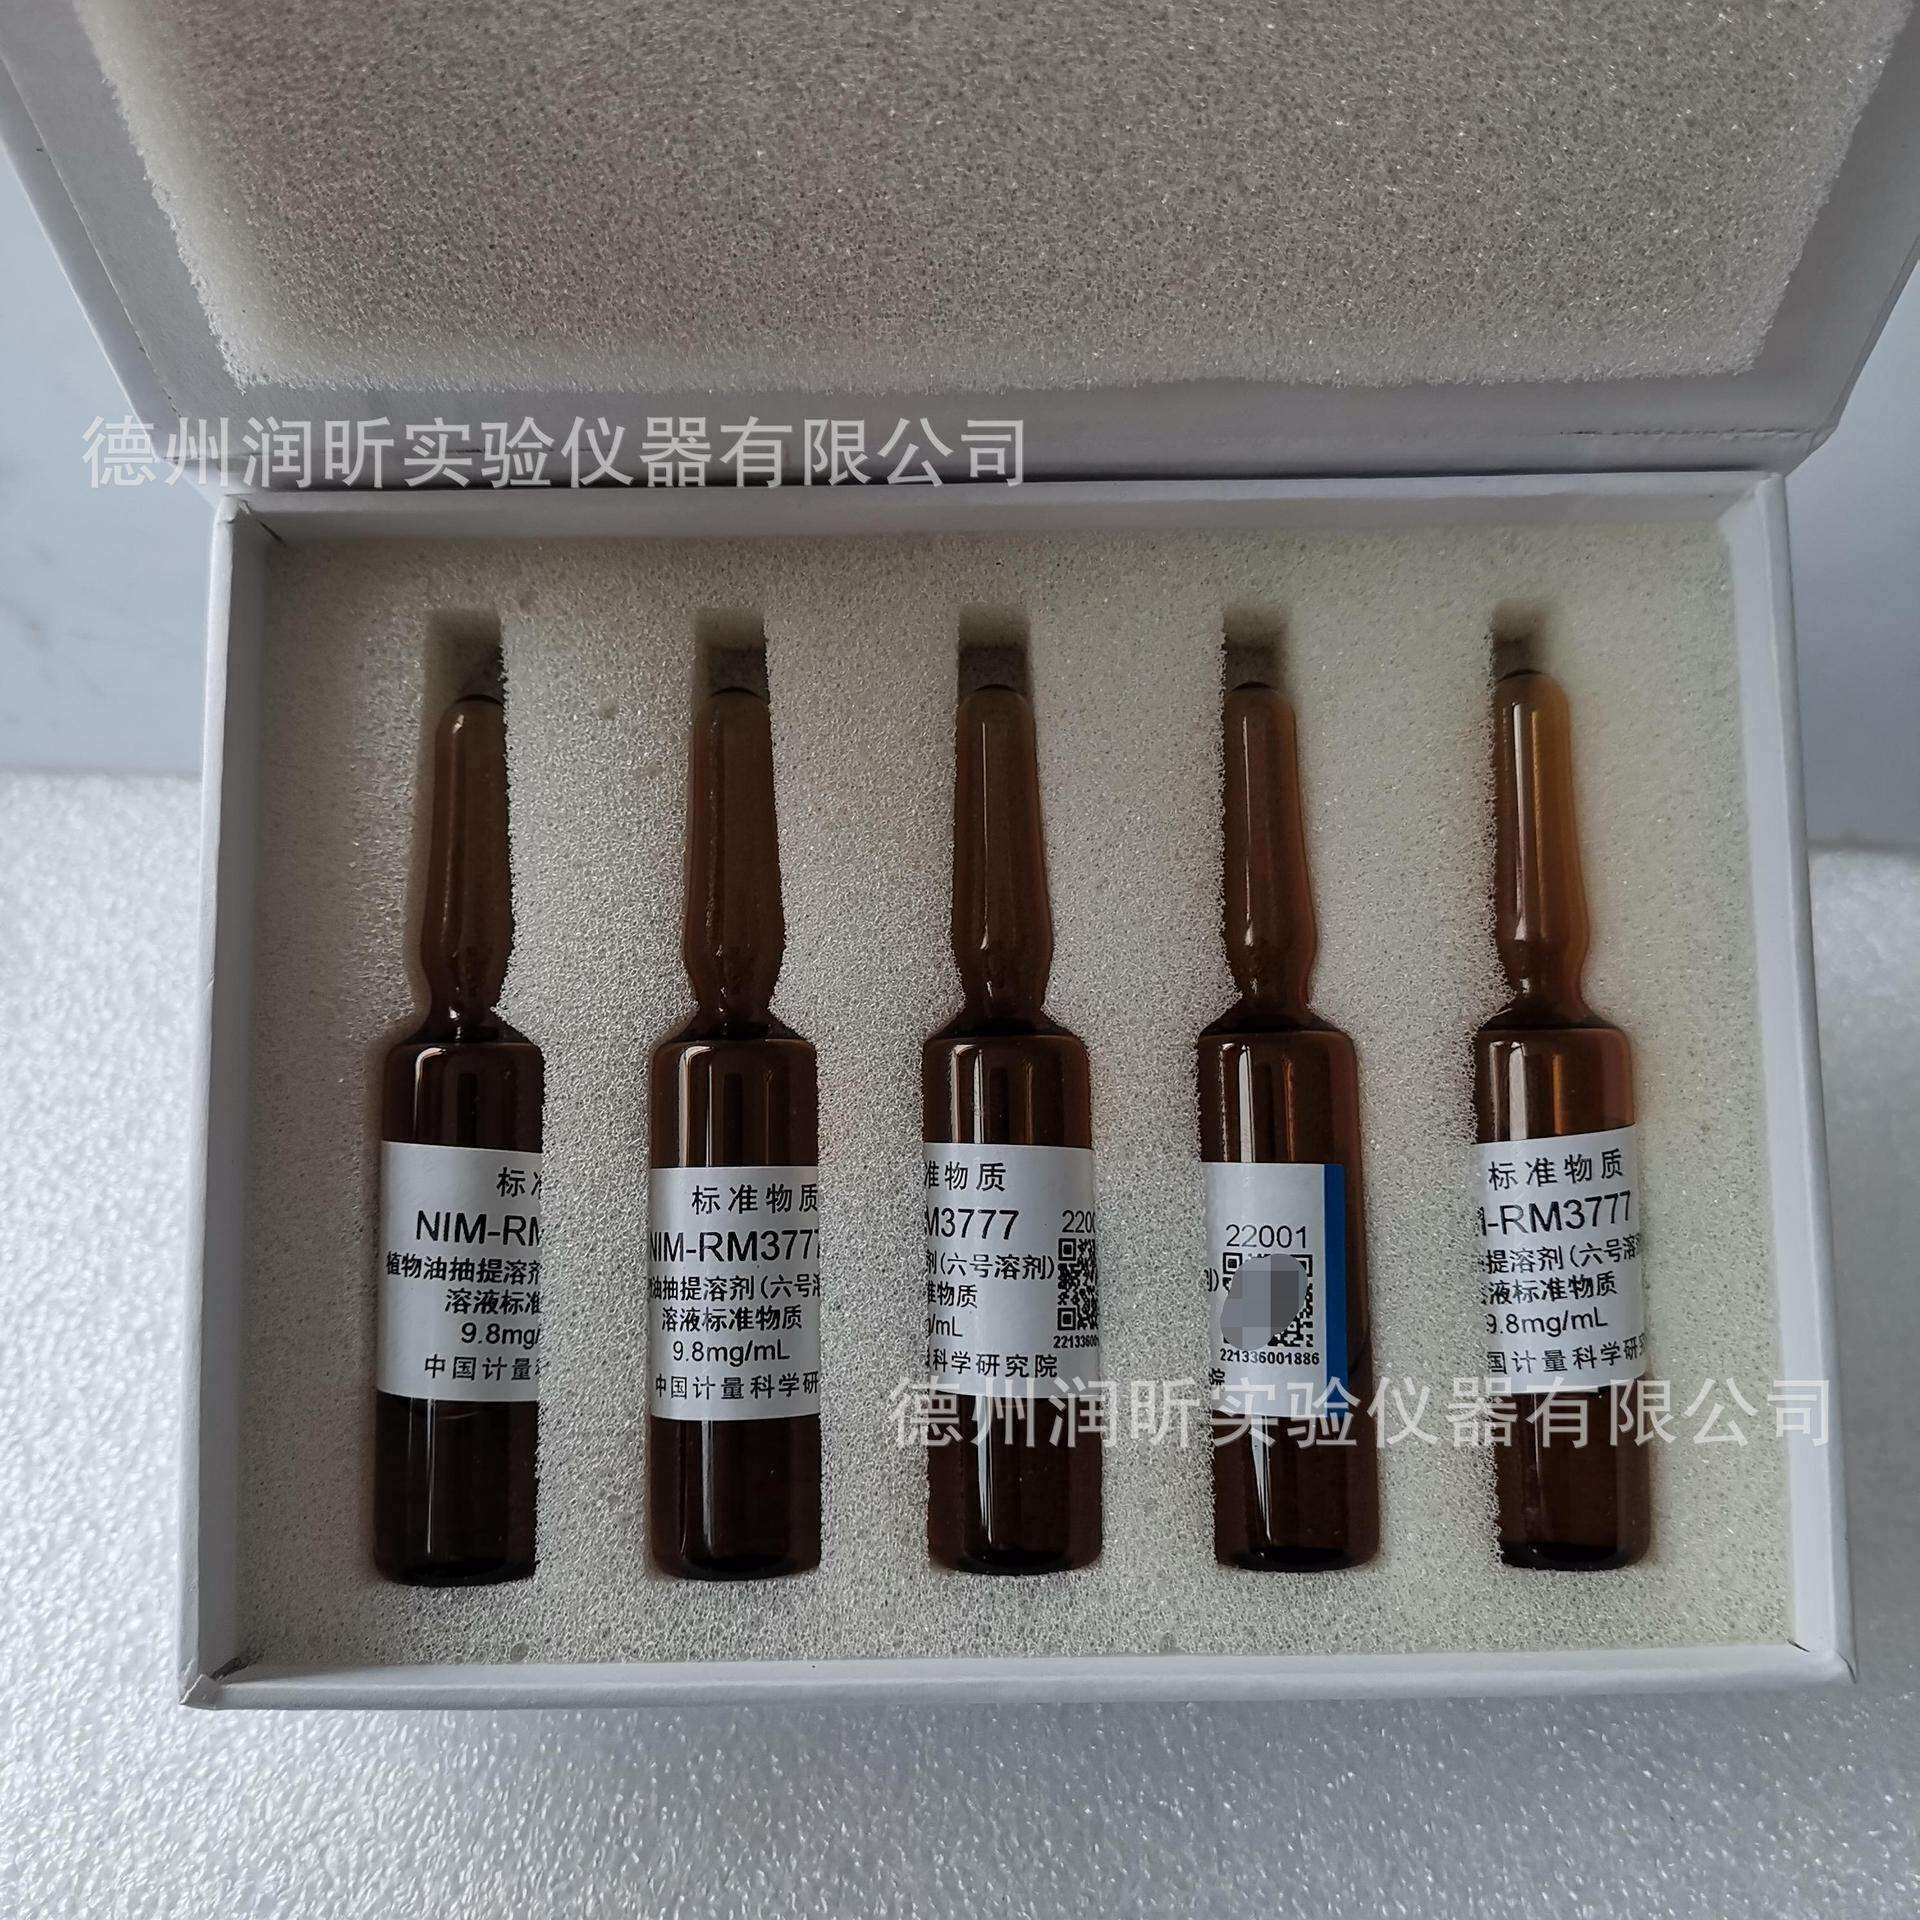 德州润昕实验仪器有限公司
标
NIM-RM
植物油抽提溶剂
溶液标准
9.8mg/
中国计量科
标准物质
NIM-RM3777
油抽提溶剂(六号溶
溶液标准物质
9.8mg/mL
中国计量科学研
准物质
M3777
2200
剂(六号溶剂)
准物质
g/mL
221336001
科学研究院
22001
剂)
221336001886
标准物质
-RM3777
提溶剂(六号溶
液标准物质
9.8mg/mL
国计量科学研
德州润昕实验仪器有限公司